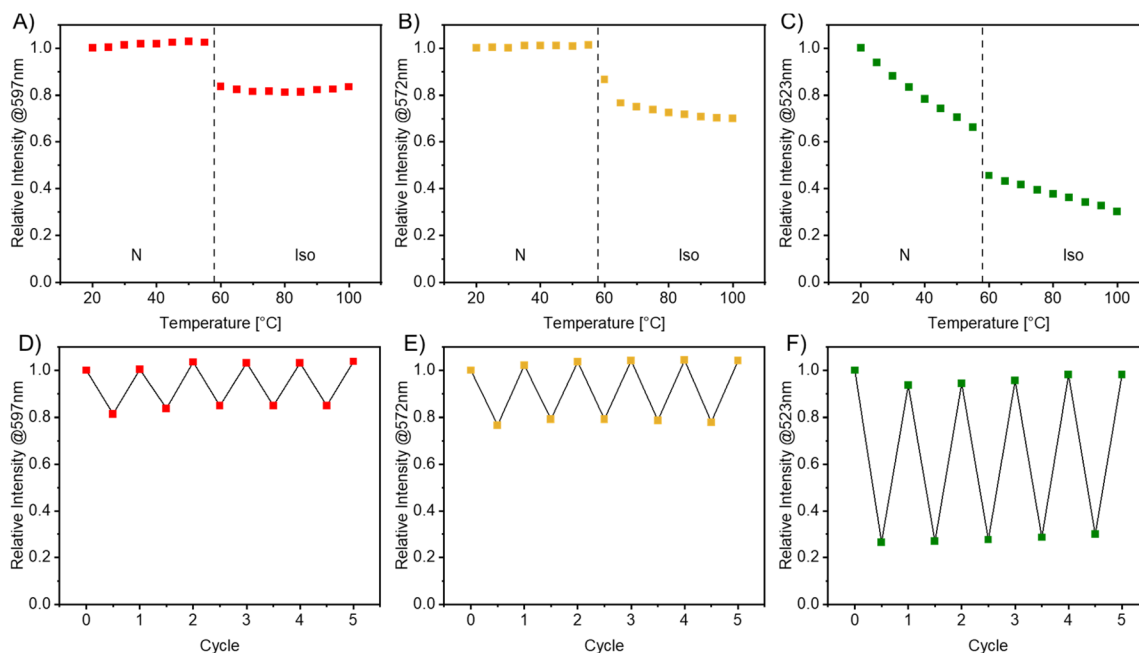 A)
Relative Intensity @597nm
1.0
0.8
0.6
0.4
0.2
0.0
N
Iso
20 40 60 80 100
Temperature [°C]
B)
Relative Intensity @572nm
1.0
0.8
0.6
0.4
0.2
0.0
N
Iso
20 40 60 80 100
Temperature [°C]
C)
Relative Intensity @523nm
1.0
0.8
0.6
0.4
0.2
0.0
N
Iso
20 40 60 80 100
Temperature [°C]
D)
Relative Intensity @597nm
1.0
0.8
0.6
0.4
0.2
0.0
0 1 2 3 4 5
Cycle
E)
Relative Intensity @572nm
1.0
0.8
0.6
0.4
0.2
0.0
0 1 2 3 4 5
Cycle
F)
Relative Intensity @523nm
1.0
0.8
0.6
0.4
0.2
0.0
0 1 2 3 4 5
Cycle